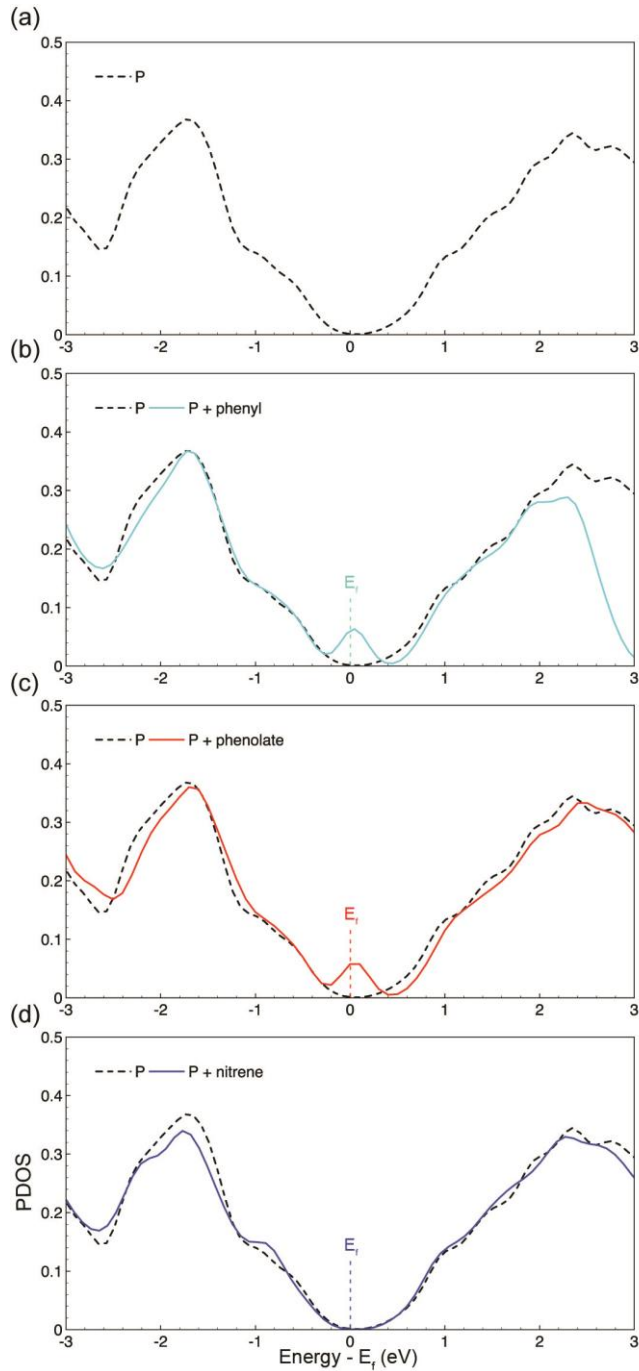 (a)
0.5
P
0.4
0.3
0.2
0.1
0
-3 -2 -1 0 1 2 3
(b)
0.5
P P + phenyl
0.4
0.3
0.2
Ef
0.1
0
-3 -2 -1 0 1 2 3
(c)
0.5
P P + phenolate
0.4
0.3
0.2
Ef
0.1
0
-3 -2 -1 0 1 2 3
(d)
0.5
P P + nitrene
0.4
0.3
0.2
Ef
0.1
0
PDOS
-3 -2 -1 0 1 2 3
Energy - Ef (eV)